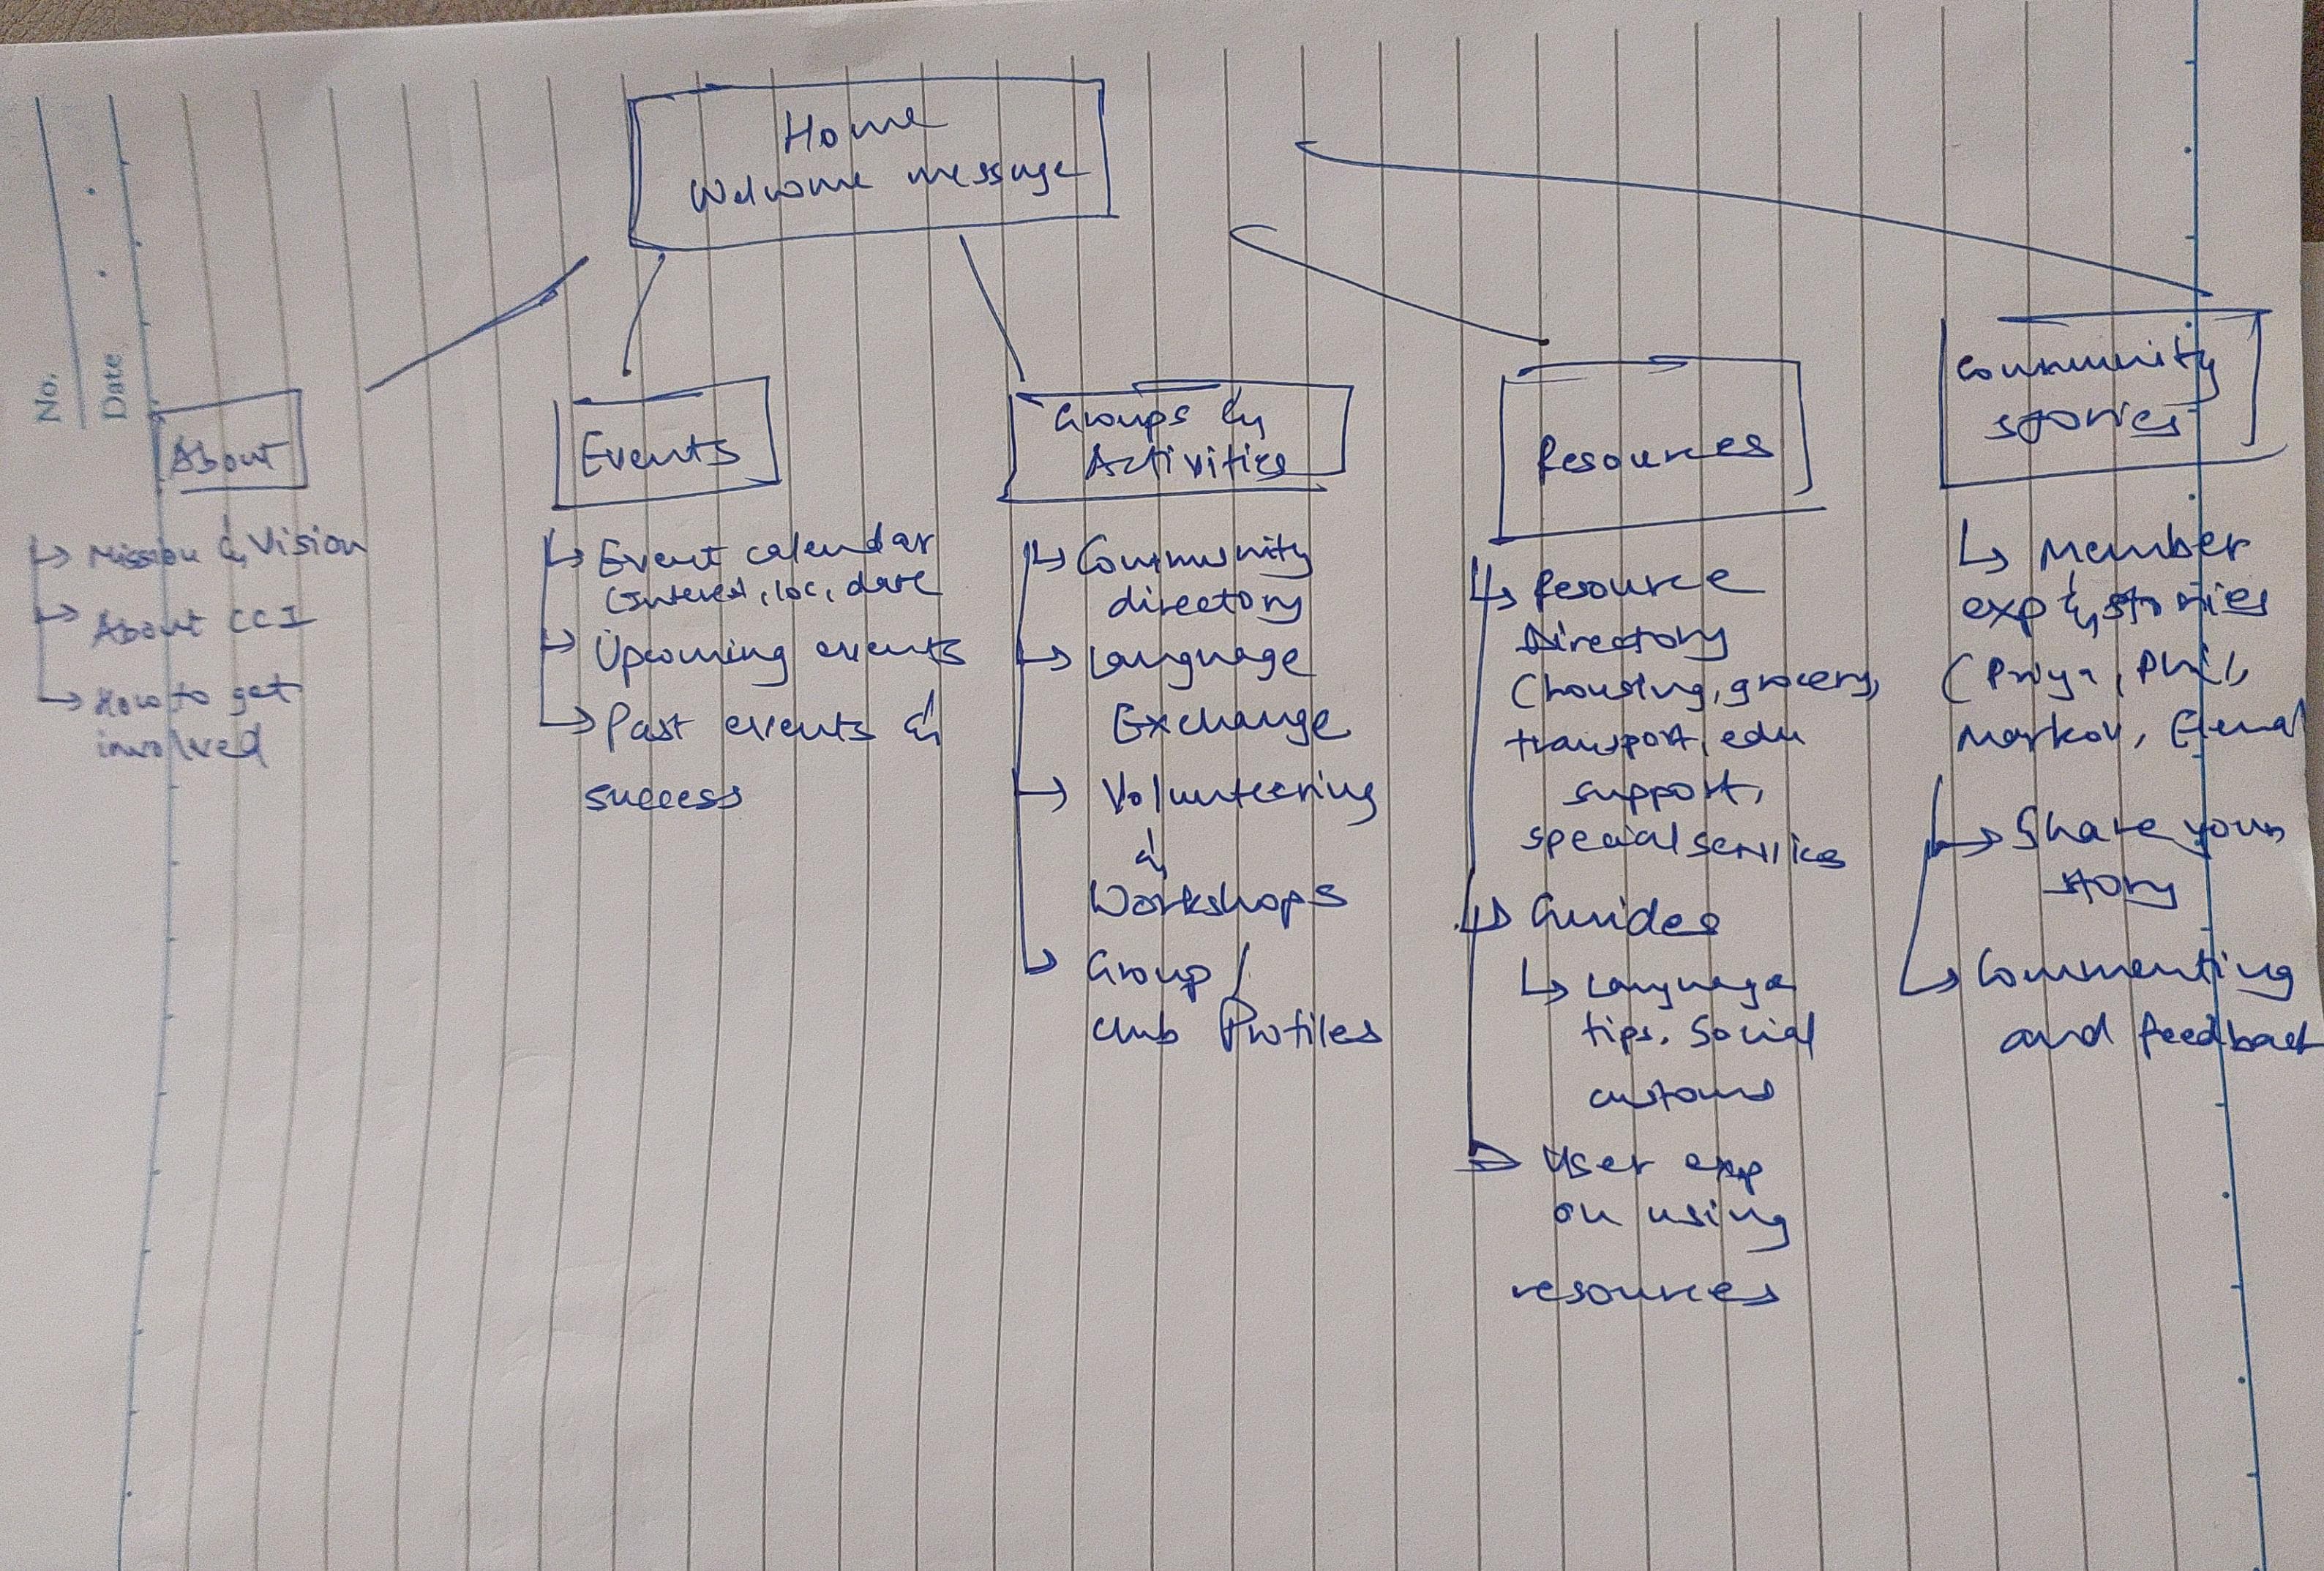 No.
Date
Home
Welcome message
About
Mission & Vision
About CCI
How to get
involved
Events
Event calendar
(Interest, loc, date
Upcoming events
Past events &
success
Groups &
Activities
Community
directory
Language
Exchange
Volunteering
&
Workshops
Group /
club Profiles
Resources
Resource
Directory
(housing, grocery,
transport, edu
support,
special services
Guides
Language
tips, Social
customs
User exp
on using
resources
Community
stories
Member
exp & stories
(Priya, Phil,
Markov,
Share your
story
Commenting
and feedback